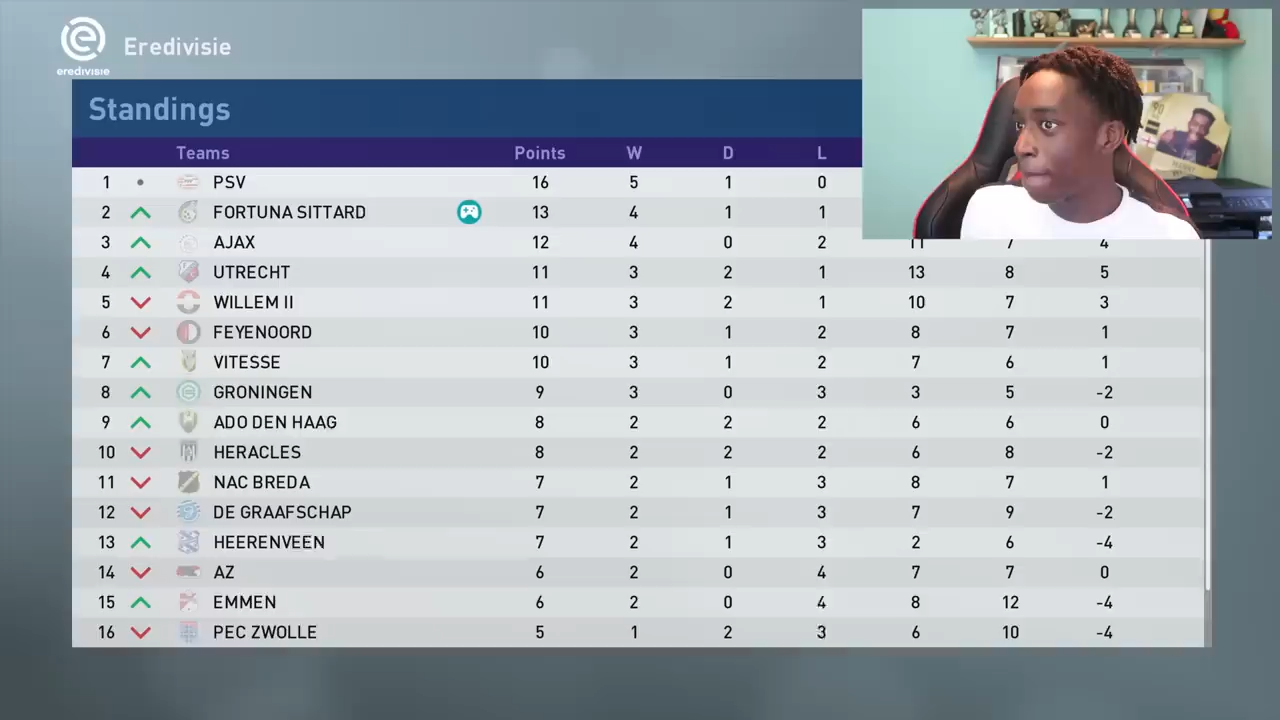 Eredivisie
eredivisie
Standings
Teams Points W D L
1 PSV 16 5 1 0
2 FORTUNA SITTARD 13 4 1 1
3 AJAX 12 4 0 2 11 7 4
4 UTRECHT 11 3 2 1 13 8 5
5 WILLEM II 11 3 2 1 10 7 3
6 FEYENOORD 10 3 1 2 8 7 1
7 VITESSE 10 3 1 2 7 6 1
8 GRONINGEN 9 3 0 3 3 5 -2
9 ADO DEN HAAG 8 2 2 2 6 6 0
10 HERACLES 8 2 2 2 6 8 -2
11 NAC BREDA 7 2 1 3 8 7 1
12 DE GRAAFSCHAP 7 2 1 3 7 9 -2
13 HEERENVEEN 7 2 1 3 2 6 -4
14 AZ 6 2 0 4 7 7 0
15 EMMEN 6 2 0 4 8 12 -4
16 PEC ZWOLLE 5 1 2 3 6 10 -4